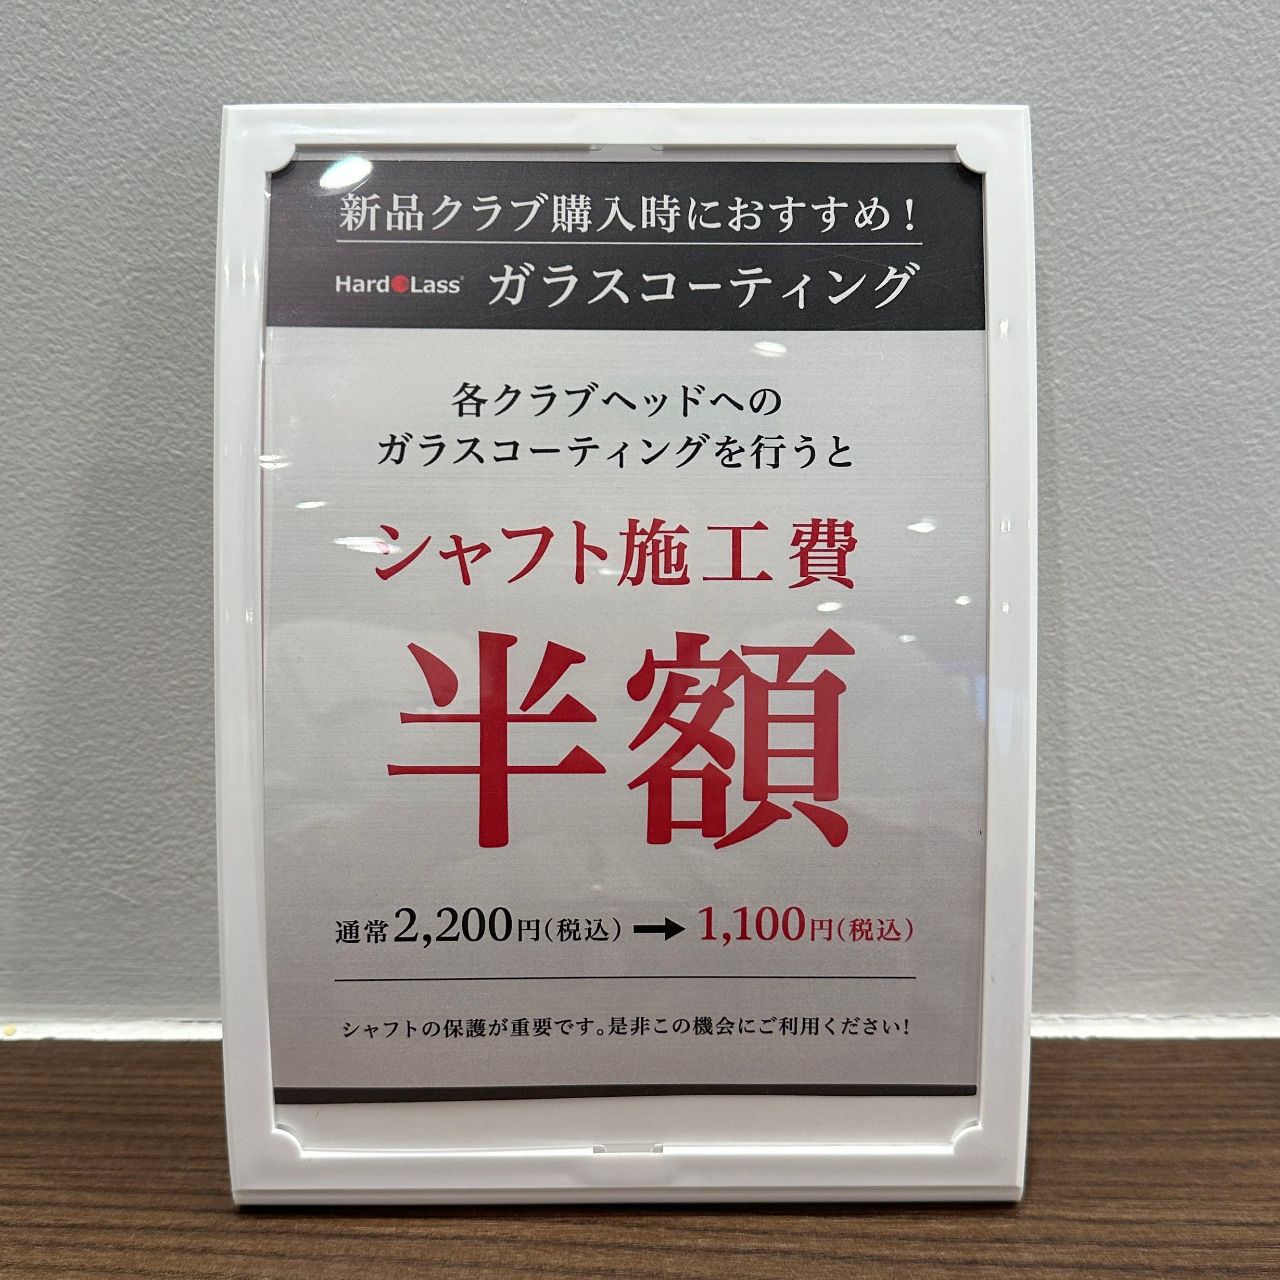 新品クラブ購入時におすすめ！
HardGLass® ガラスコーティング
各クラブヘッドへの
ガラスコーティングを行うと
シャフト施工費
半額
通常2,200円(税込)→1,100円(税込)
シャフトの保護が重要です。是非この機会にご利用ください！